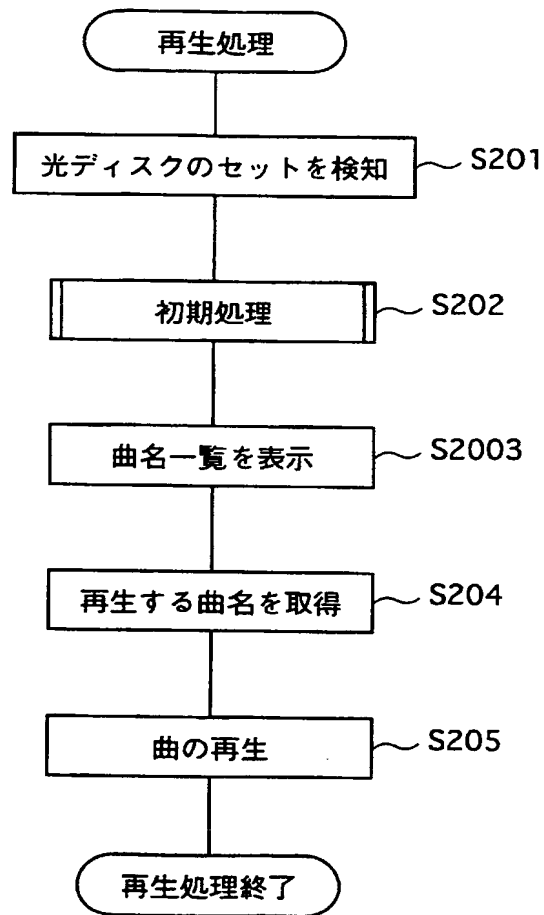 再生処理
光ディスクのセットを検知 S201
初期処理 S202
曲名一覧を表示 S2003
再生する曲名を取得 S204
曲の再生 S205
再生処理終了